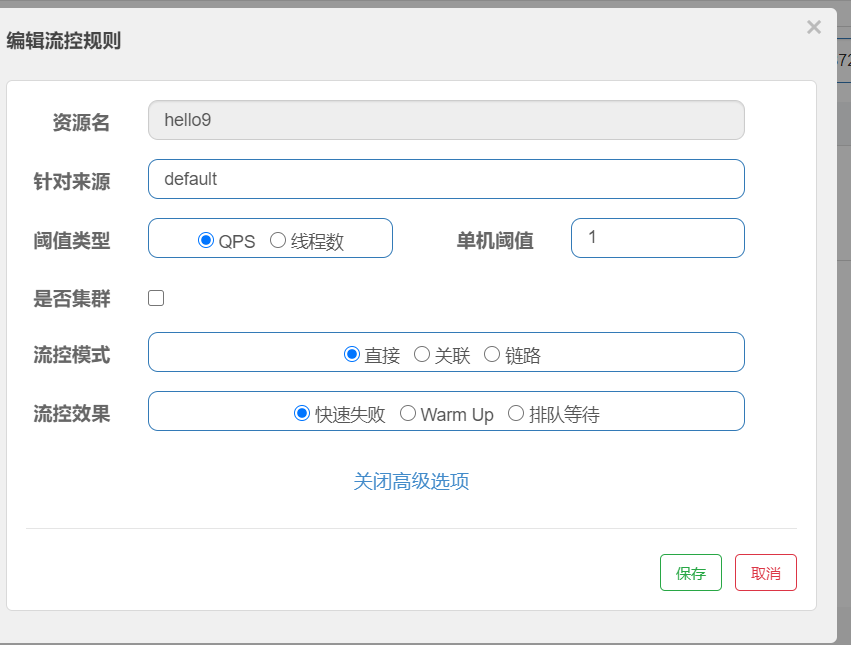 编辑流控规则 ×
资源名 hello9
针对来源 default
阈值类型 QPS 线程数 单机阈值 1
是否集群
流控模式 直接 关联 链路
流控效果 快速失败 Warm Up 排队等待
关闭高级选项
保存 取消